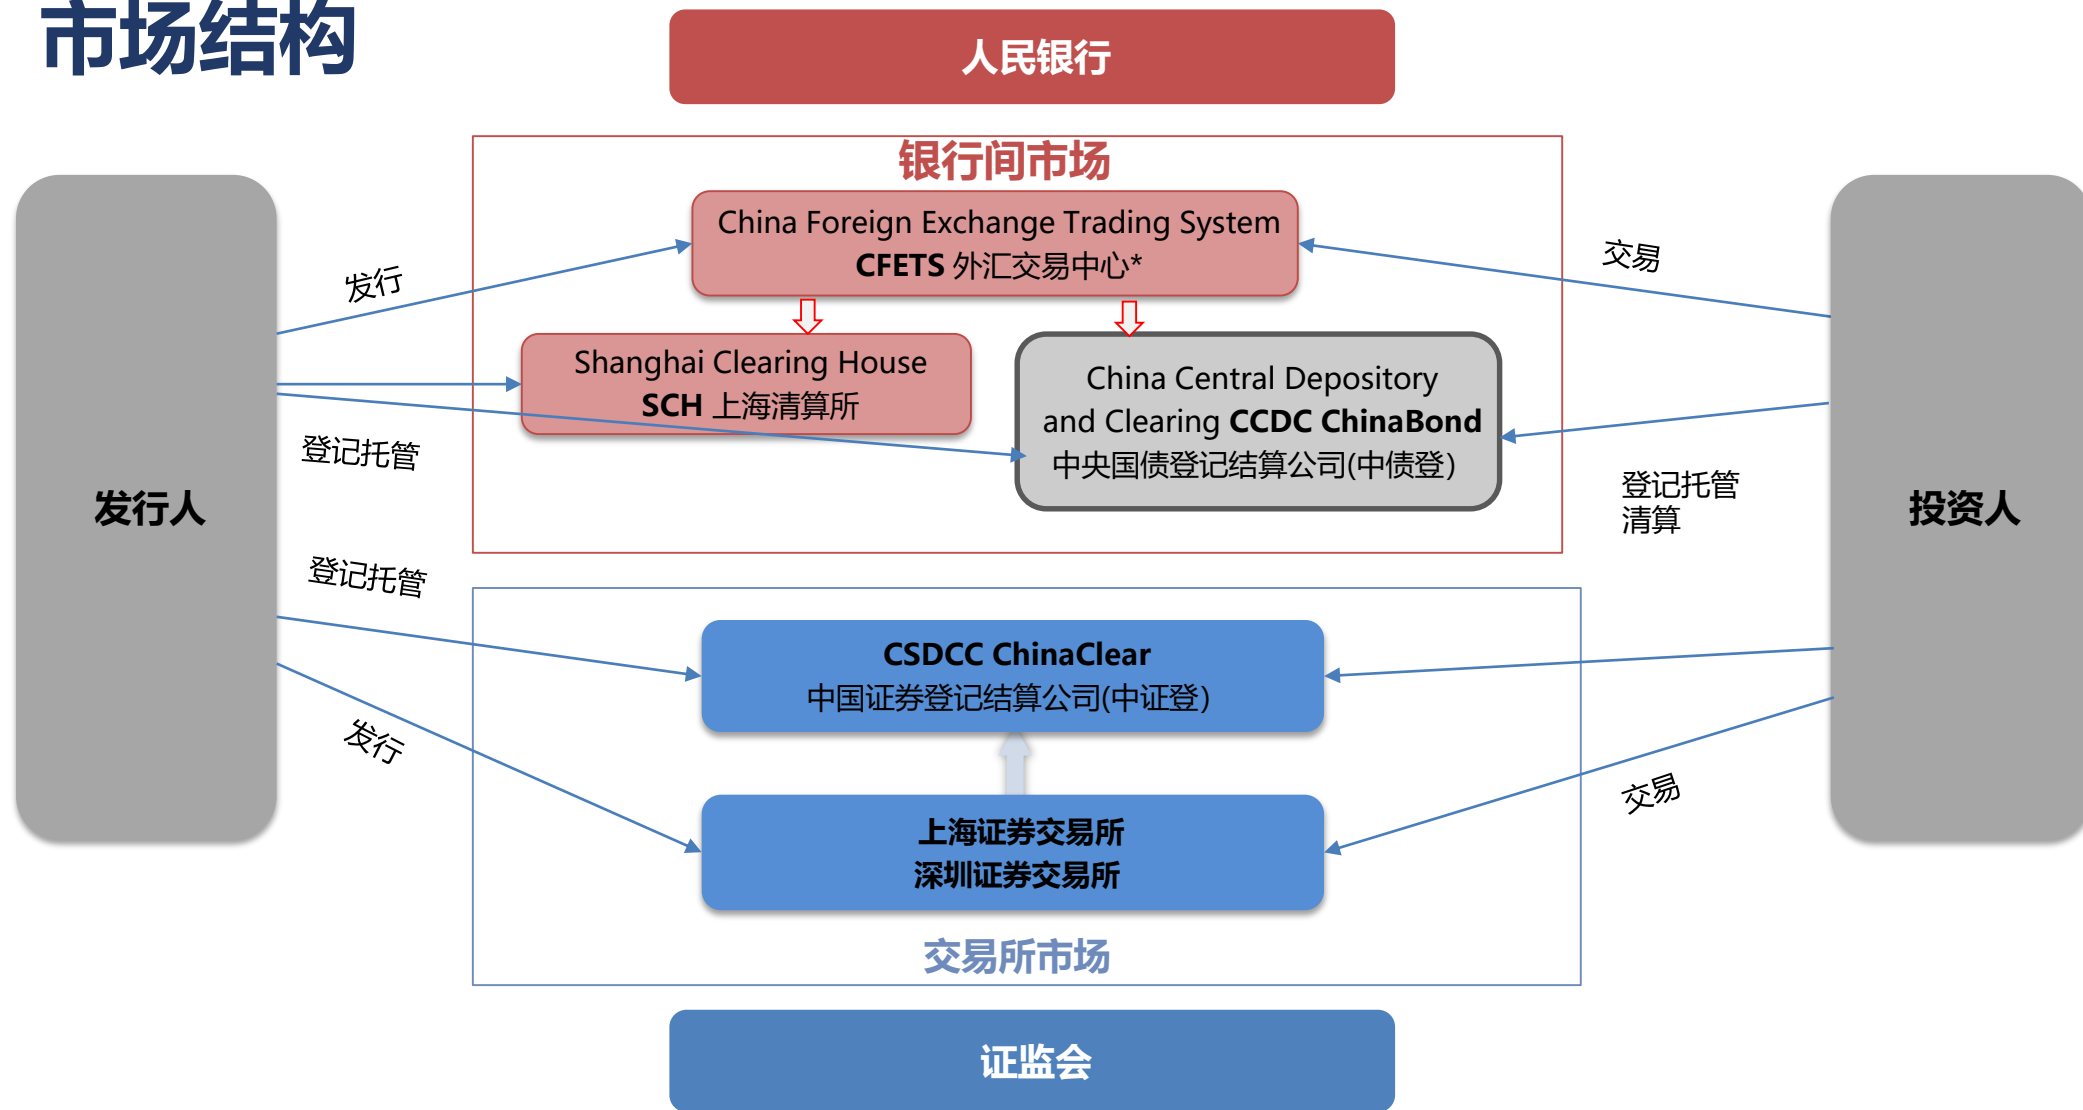 市场结构
人民银行
银行间市场
China Foreign Exchange Trading System
CFETS 外汇交易中心*
发行
交易
Shanghai Clearing House
SCH 上海清算所
China Central Depository
and Clearing CCDC ChinaBond
中央国债登记结算公司(中债登)
登记托管
登记托管
清算
发行人
投资人
登记托管
CSDCC ChinaClear
中国证券登记结算公司(中证登)
发行
交易
上海证券交易所
深圳证券交易所
交易所市场
证监会